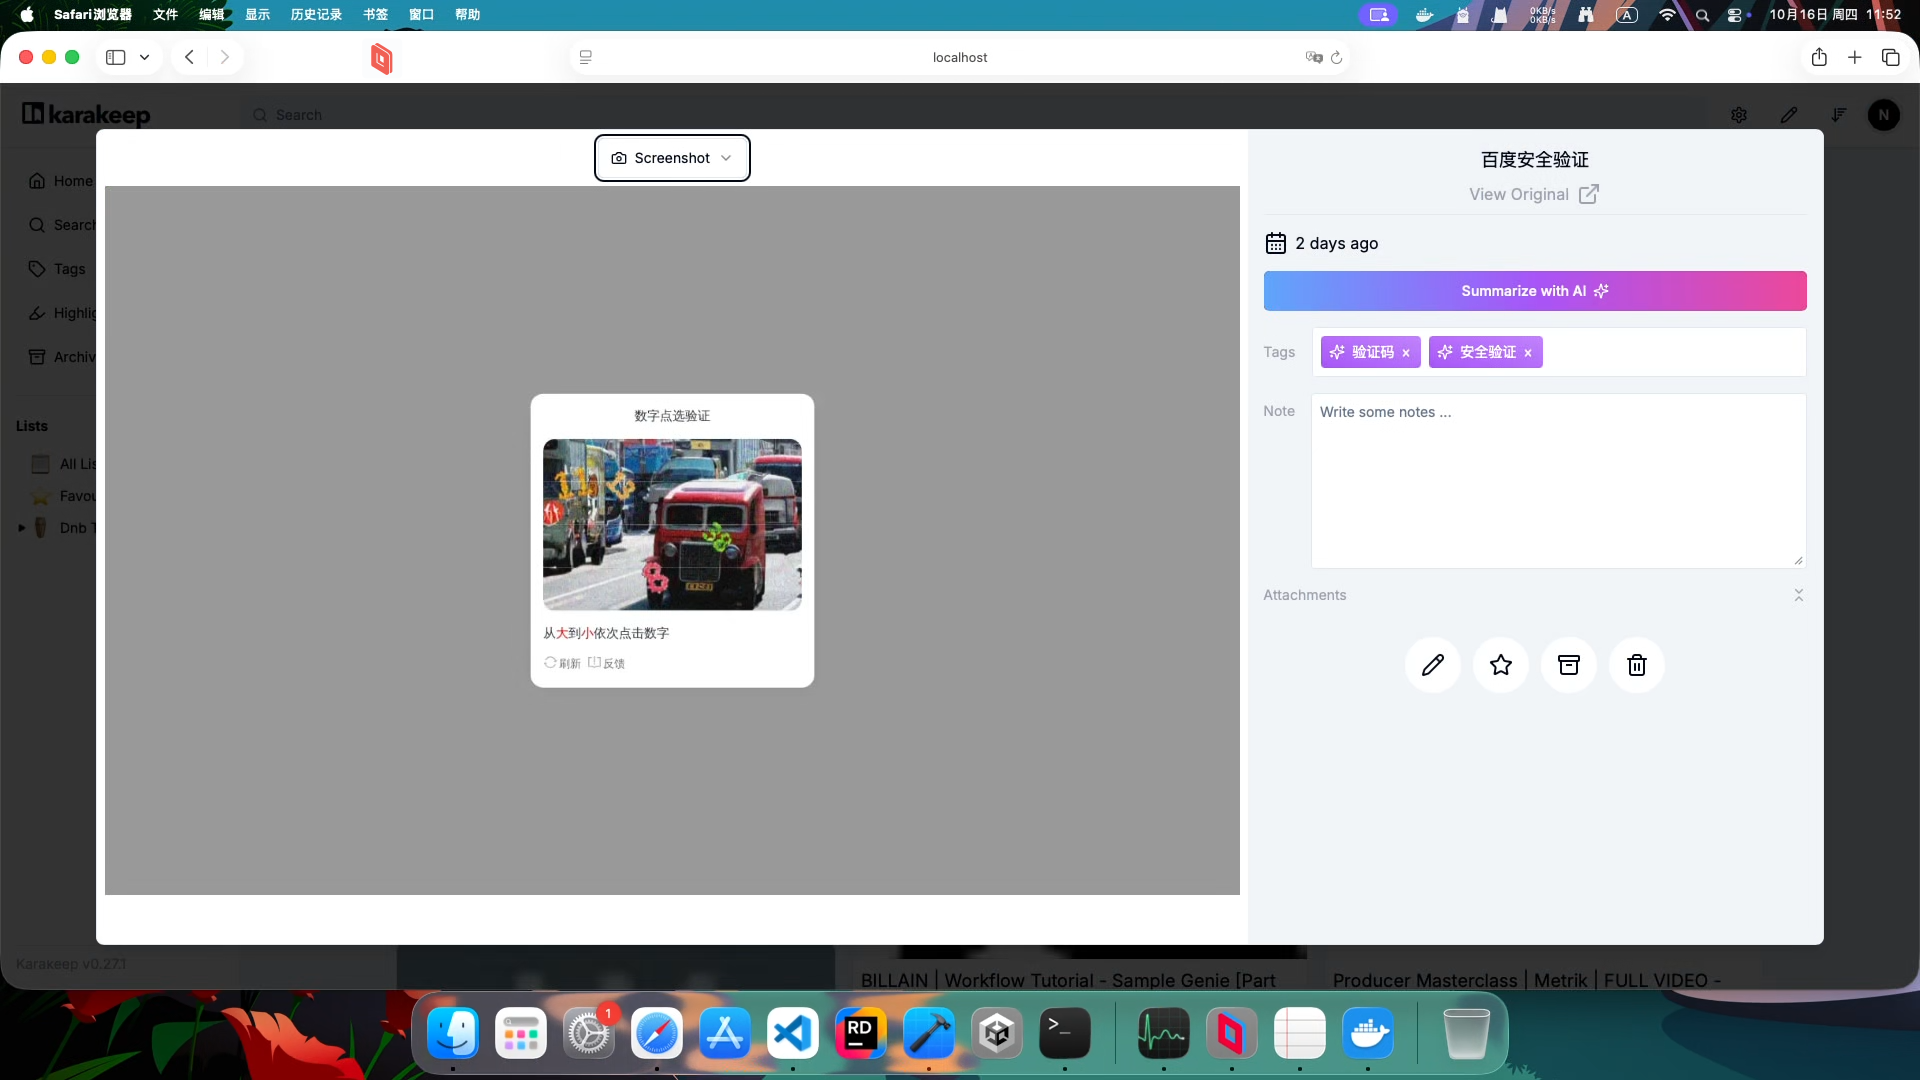 Safari浏览器 文件 编辑 显示 历史记录 书签 窗口 帮助
0KB/s
0KB/s
A
10月16日 周四 11:52
localhost
karakeep
Search
N
Home
Search
Tags
Highlig
Archiv
Lists
All Lis
Favou
Dnb T
Karakeep v0.27.1
Screenshot
数字点选验证
从大到小依次点击数字
刷新 反馈
百度安全验证
View Original
2 days ago
Summarize with AI
Tags
验证码 ×
安全验证 ×
Note
Write some notes ...
Attachments
BILLAIN | Workflow Tutorial - Sample Genie [Part
Producer Masterclass | Metrik | FULL VIDEO -
1
RD